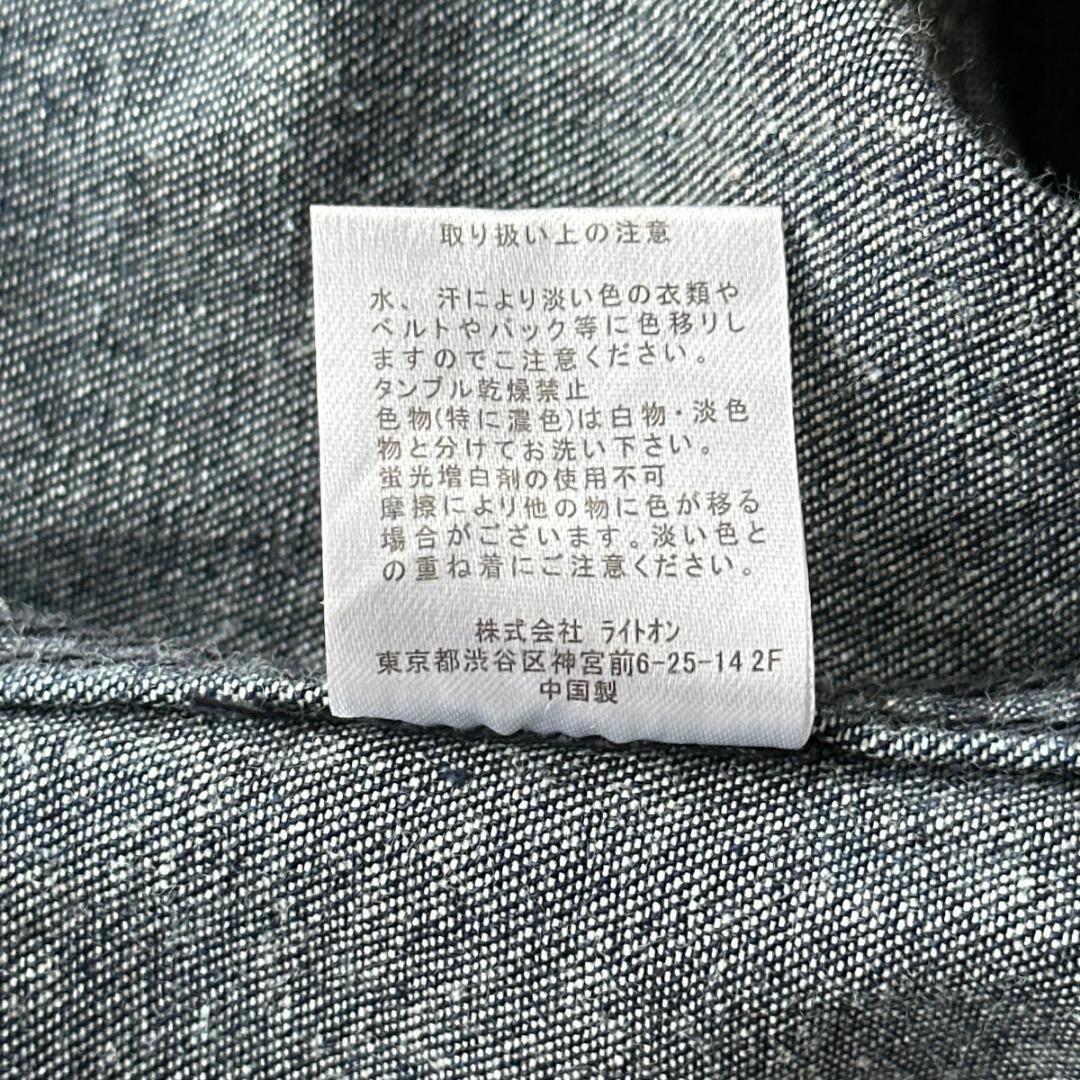 取り扱い上の注意
水、汗により淡い色の衣類や
ベルトやバック等に色移りし
ますのでご注意ください。
タンブル乾燥禁止
色物(特に濃色)は白物・淡色
物と分けてお洗い下さい。
蛍光増白剤の使用不可
摩擦により他の物に色が移る
場合がございます。淡い色と
の重ね着にご注意ください。
株式会社 ライトオン
東京都渋谷区神宮前6-25-14 2F
中国製